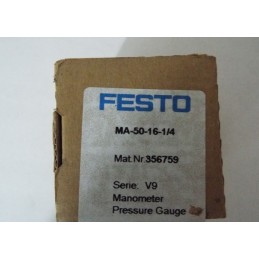 FESTO
MA-50-16-1/4
Mat.Nr.356759
Serie: V9
Manometer
Pressure Gauge